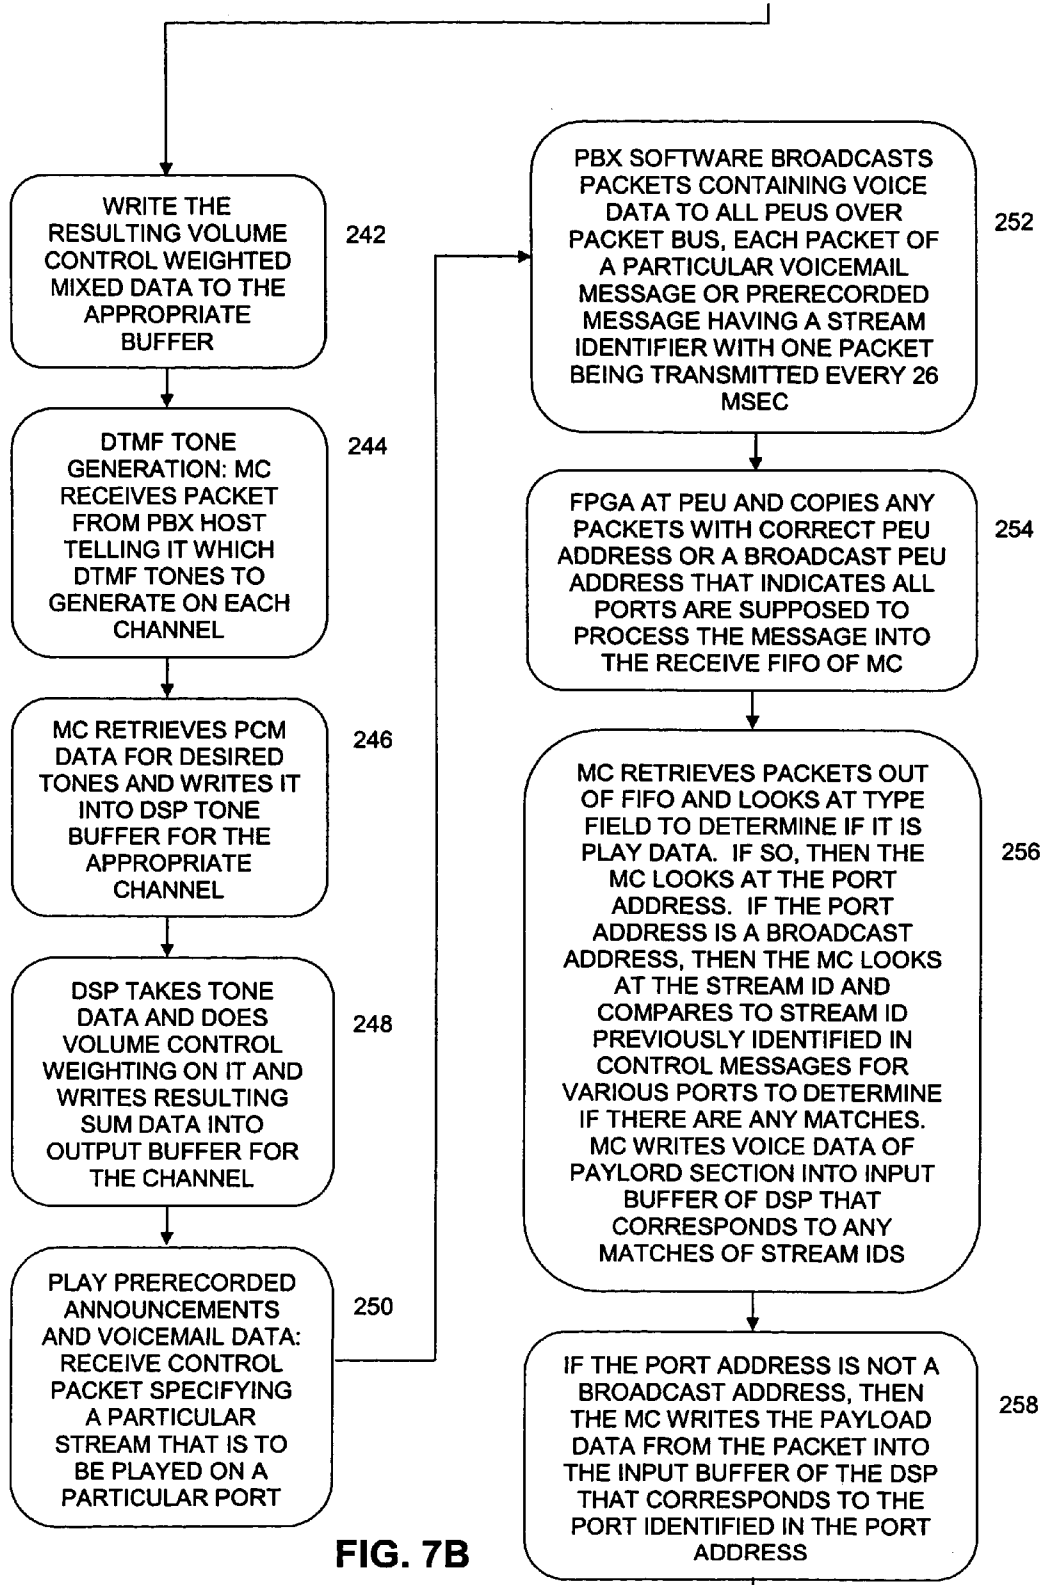 WRITE THE
RESULTING VOLUME
CONTROL WEIGHTED
MIXED DATA TO THE
APPROPRIATE
BUFFER
242
DTMF TONE
GENERATION: MC
RECEIVES PACKET
FROM PBX HOST
TELLING IT WHICH
DTMF TONES TO
GENERATE ON EACH
CHANNEL
244
MC RETRIEVES PCM
DATA FOR DESIRED
TONES AND WRITES IT
INTO DSP TONE
BUFFER FOR THE
APPROPRIATE
CHANNEL
246
DSP TAKES TONE
DATA AND DOES
VOLUME CONTROL
WEIGHTING ON IT AND
WRITES RESULTING
SUM DATA INTO
OUTPUT BUFFER FOR
THE CHANNEL
248
PLAY PRERECORDED
ANNOUNCEMENTS
AND VOICEMAIL DATA:
RECEIVE CONTROL
PACKET SPECIFYING
A PARTICULAR
STREAM THAT IS TO
BE PLAYED ON A
PARTICULAR PORT
250
PBX SOFTWARE BROADCASTS
PACKETS CONTAINING VOICE
DATA TO ALL PEUS OVER
PACKET BUS, EACH PACKET OF
A PARTICULAR VOICEMAIL
MESSAGE OR PRERECORDED
MESSAGE HAVING A STREAM
IDENTIFIER WITH ONE PACKET
BEING TRANSMITTED EVERY 26
MSEC
252
FPGA AT PEU AND COPIES ANY
PACKETS WITH CORRECT PEU
ADDRESS OR A BROADCAST PEU
ADDRESS THAT INDICATES ALL
PORTS ARE SUPPOSED TO
PROCESS THE MESSAGE INTO
THE RECEIVE FIFO OF MC
254
MC RETRIEVES PACKETS OUT
OF FIFO AND LOOKS AT TYPE
FIELD TO DETERMINE IF IT IS
PLAY DATA. IF SO, THEN THE
MC LOOKS AT THE PORT
ADDRESS. IF THE PORT
ADDRESS IS A BROADCAST
ADDRESS, THEN THE MC LOOKS
AT THE STREAM ID AND
COMPARES TO STREAM ID
PREVIOUSLY IDENTIFIED IN
CONTROL MESSAGES FOR
VARIOUS PORTS TO DETERMINE
IF THERE ARE ANY MATCHES.
MC WRITES VOICE DATA OF
PAYLORD SECTION INTO INPUT
BUFFER OF DSP THAT
CORRESPONDS TO ANY
MATCHES OF STREAM IDS
256
IF THE PORT ADDRESS IS NOT A
BROADCAST ADDRESS, THEN
THE MC WRITES THE PAYLOAD
DATA FROM THE PACKET INTO
THE INPUT BUFFER OF THE DSP
THAT CORRESPONDS TO THE
PORT IDENTIFIED IN THE PORT
ADDRESS
258
FIG. 7B